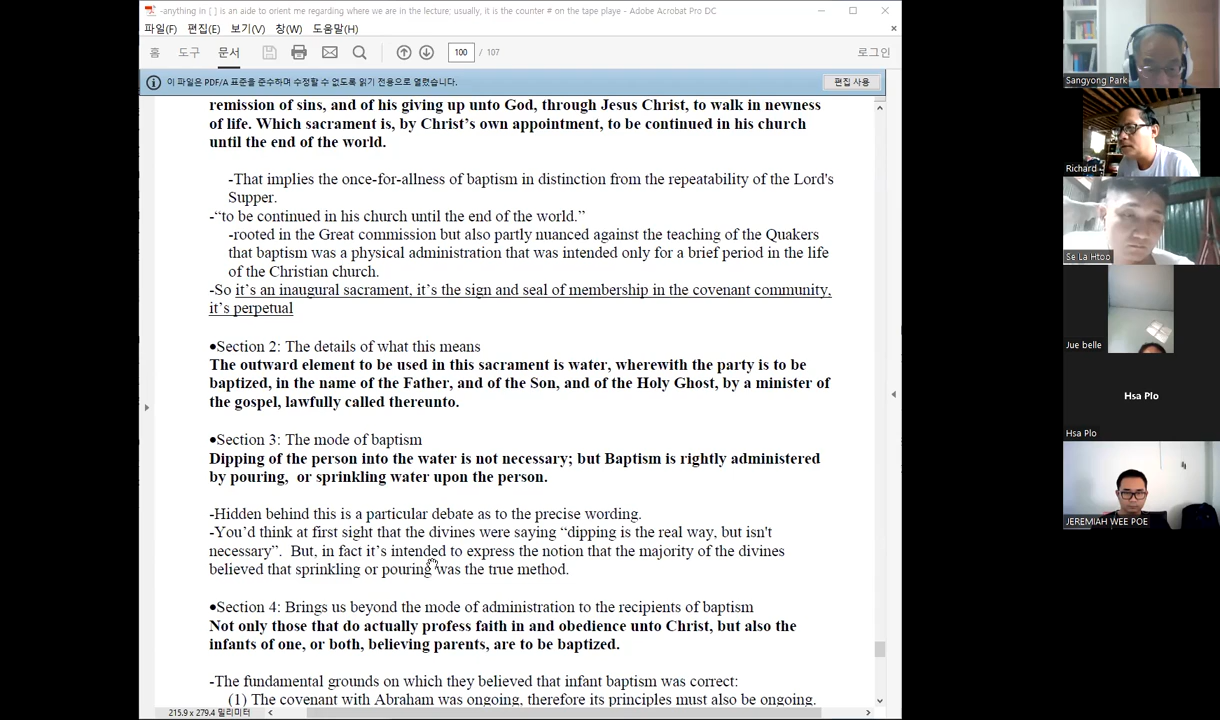 -anything in [ ] is an aide to orient me regarding where we are in the lecture; usually, it is the counter # on the tape playe - Adobe Acrobat Pro DC
파일(F) 편집(E) 보기(V) 창(W) 도움말(H)
홈 도구 문서 100 / 107 로그인
이 파일은 PDF/A 표준을 준수하며 수정할 수 없도록 읽기 전용으로 열렸습니다. 편집 사용
remission of sins, and of his giving up unto God, through Jesus Christ, to walk in newness
of life. Which sacrament is, by Christ's own appointment, to be continued in his church
until the end of the world.
-That implies the once-for-allness of baptism in distinction from the repeatability of the Lord's
Supper.
-“to be continued in his church until the end of the world.”
-rooted in the Great commission but also partly nuanced against the teaching of the Quakers
that baptism was a physical administration that was intended only for a brief period in the life
of the Christian church.
-So it's an inaugural sacrament, it's the sign and seal of membership in the covenant community,
it's perpetual
•Section 2: The details of what this means
The outward element to be used in this sacrament is water, wherewith the party is to be
baptized, in the name of the Father, and of the Son, and of the Holy Ghost, by a minister of
the gospel, lawfully called thereunto.
•Section 3: The mode of baptism
Dipping of the person into the water is not necessary; but Baptism is rightly administered
by pouring, or sprinkling water upon the person.
-Hidden behind this is a particular debate as to the precise wording.
-You'd think at first sight that the divines were saying “dipping is the real way, but isn't
necessary”. But, in fact it's intended to express the notion that the majority of the divines
believed that sprinkling or pouring was the true method.
•Section 4: Brings us beyond the mode of administration to the recipients of baptism
Not only those that do actually profess faith in and obedience unto Christ, but also the
infants of one, or both, believing parents, are to be baptized.
-The fundamental grounds on which they believed that infant baptism was correct:
(1) The covenant with Abraham was ongoing, therefore its principles must also be ongoing.
215.9 x 279.4 밀리미터
Sangyong Park
Richard
Se La Htoo
Jue belle
Hsa Plo
Hsa Plo
JEREMIAH WEE POE